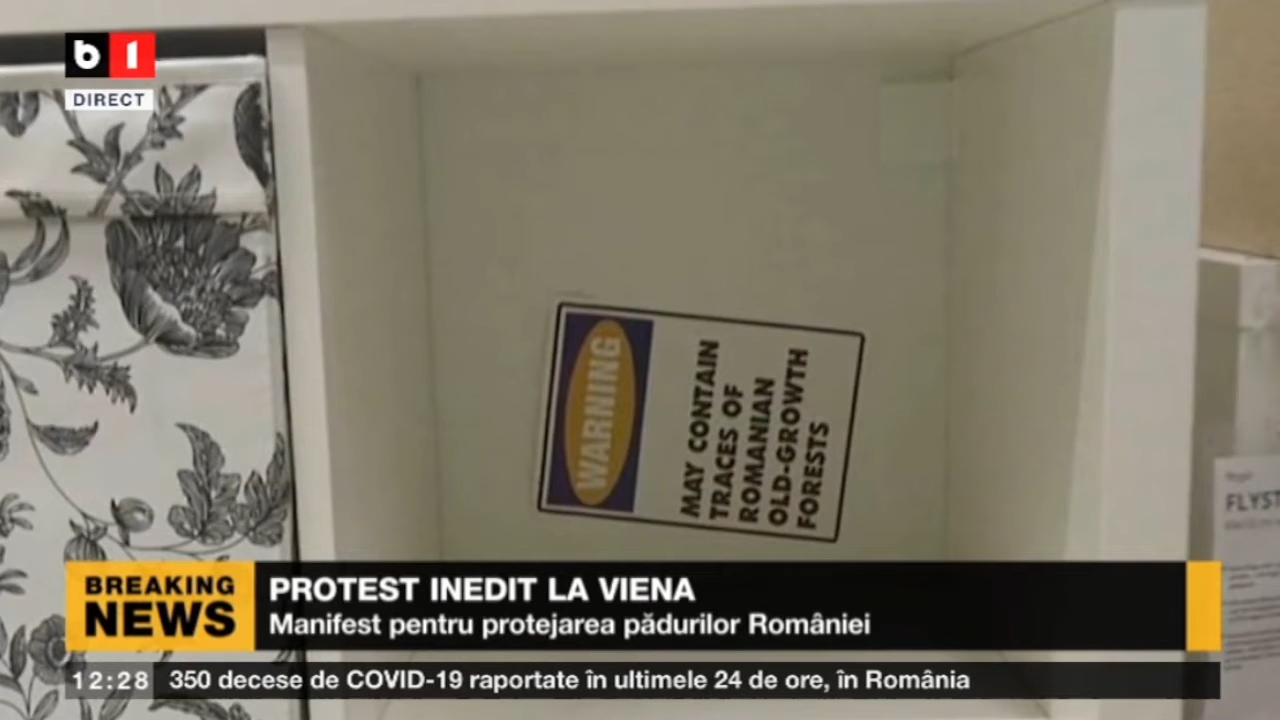 b1
DIRECT
WARNING
MAY CONTAIN
TRACES OF
ROMANIAN
OLD-GROWTH
FORESTS
FLYST
BREAKING
NEWS
PROTEST INEDIT LA VIENA
Manifest pentru protejarea pădurilor României
12:28 350 decese de COVID-19 raportate în ultimele 24 de ore, în România